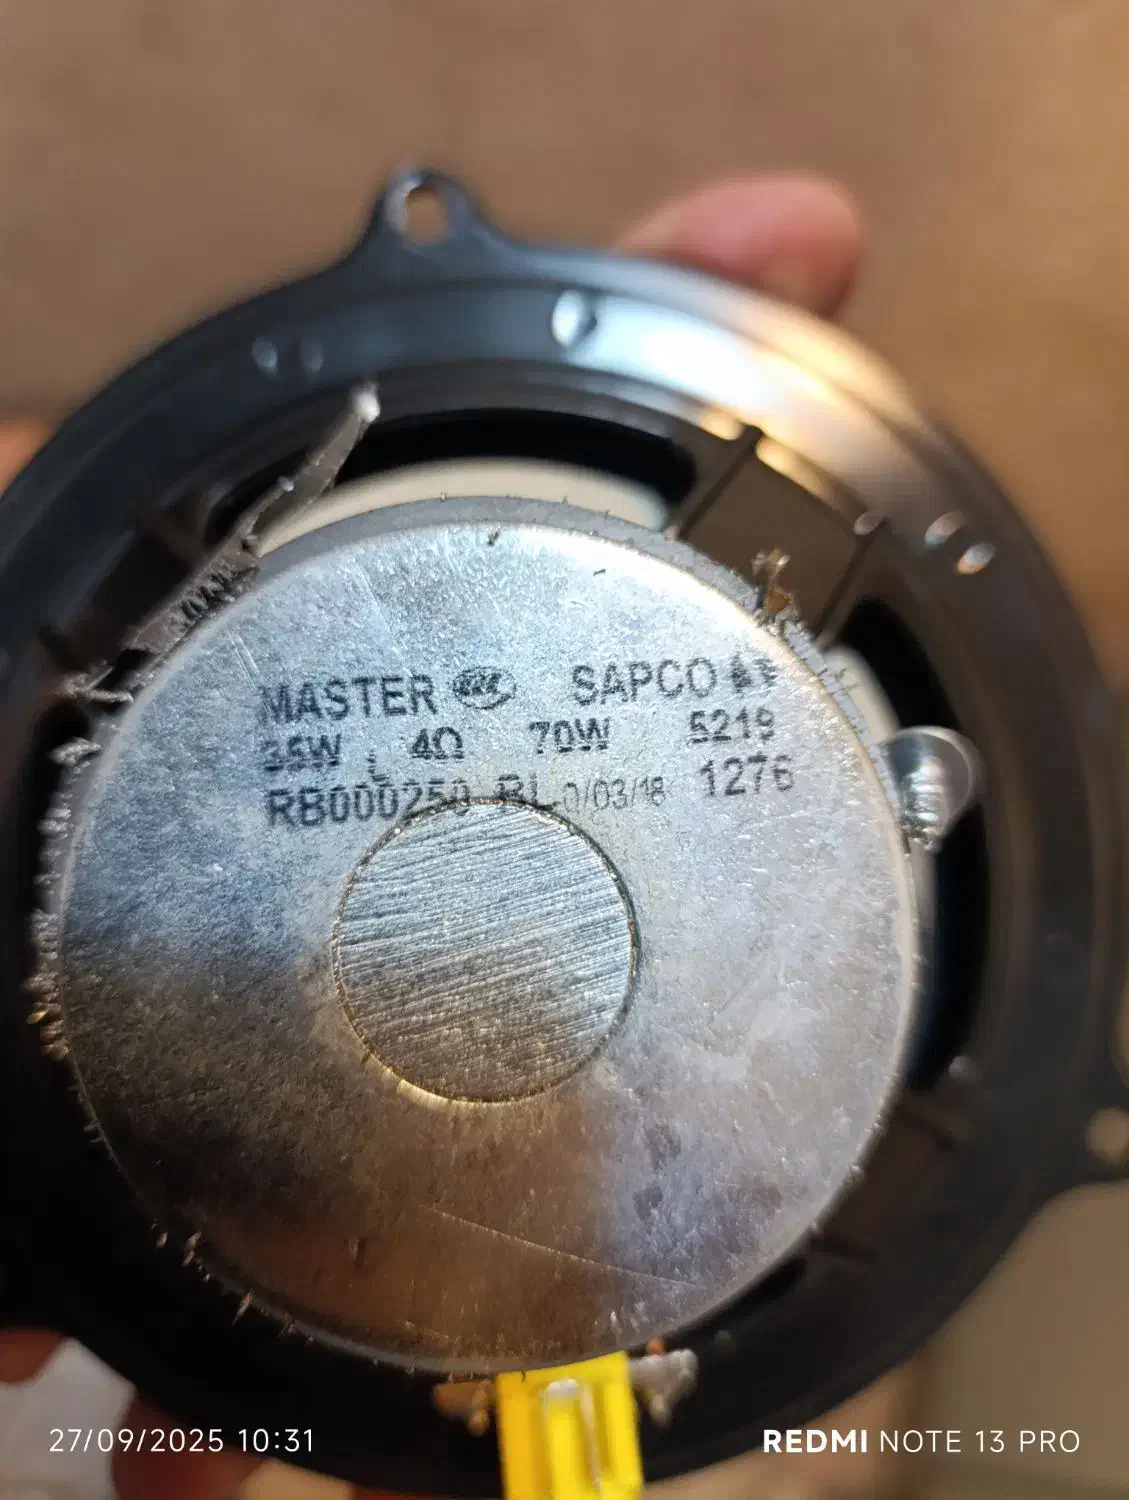 MASTER SAPCO
35W , 4Ω 70W 5219
RB000250 0/03/18 1276
27/09/2025 10:31
REDMI NOTE 13 PRO